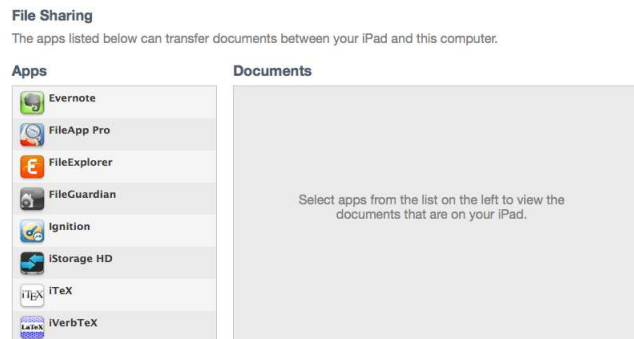 File Sharing
The apps listed below can transfer documents between your iPad and this computer.
Apps
Documents
Evernote
FileApp Pro
FileExplorer
FileGuardian
Ignition
iStorage HD
iTEX iTeX
LaTeX iVerbTeX
Select apps from the list on the left to view the
documents that are on your iPad.